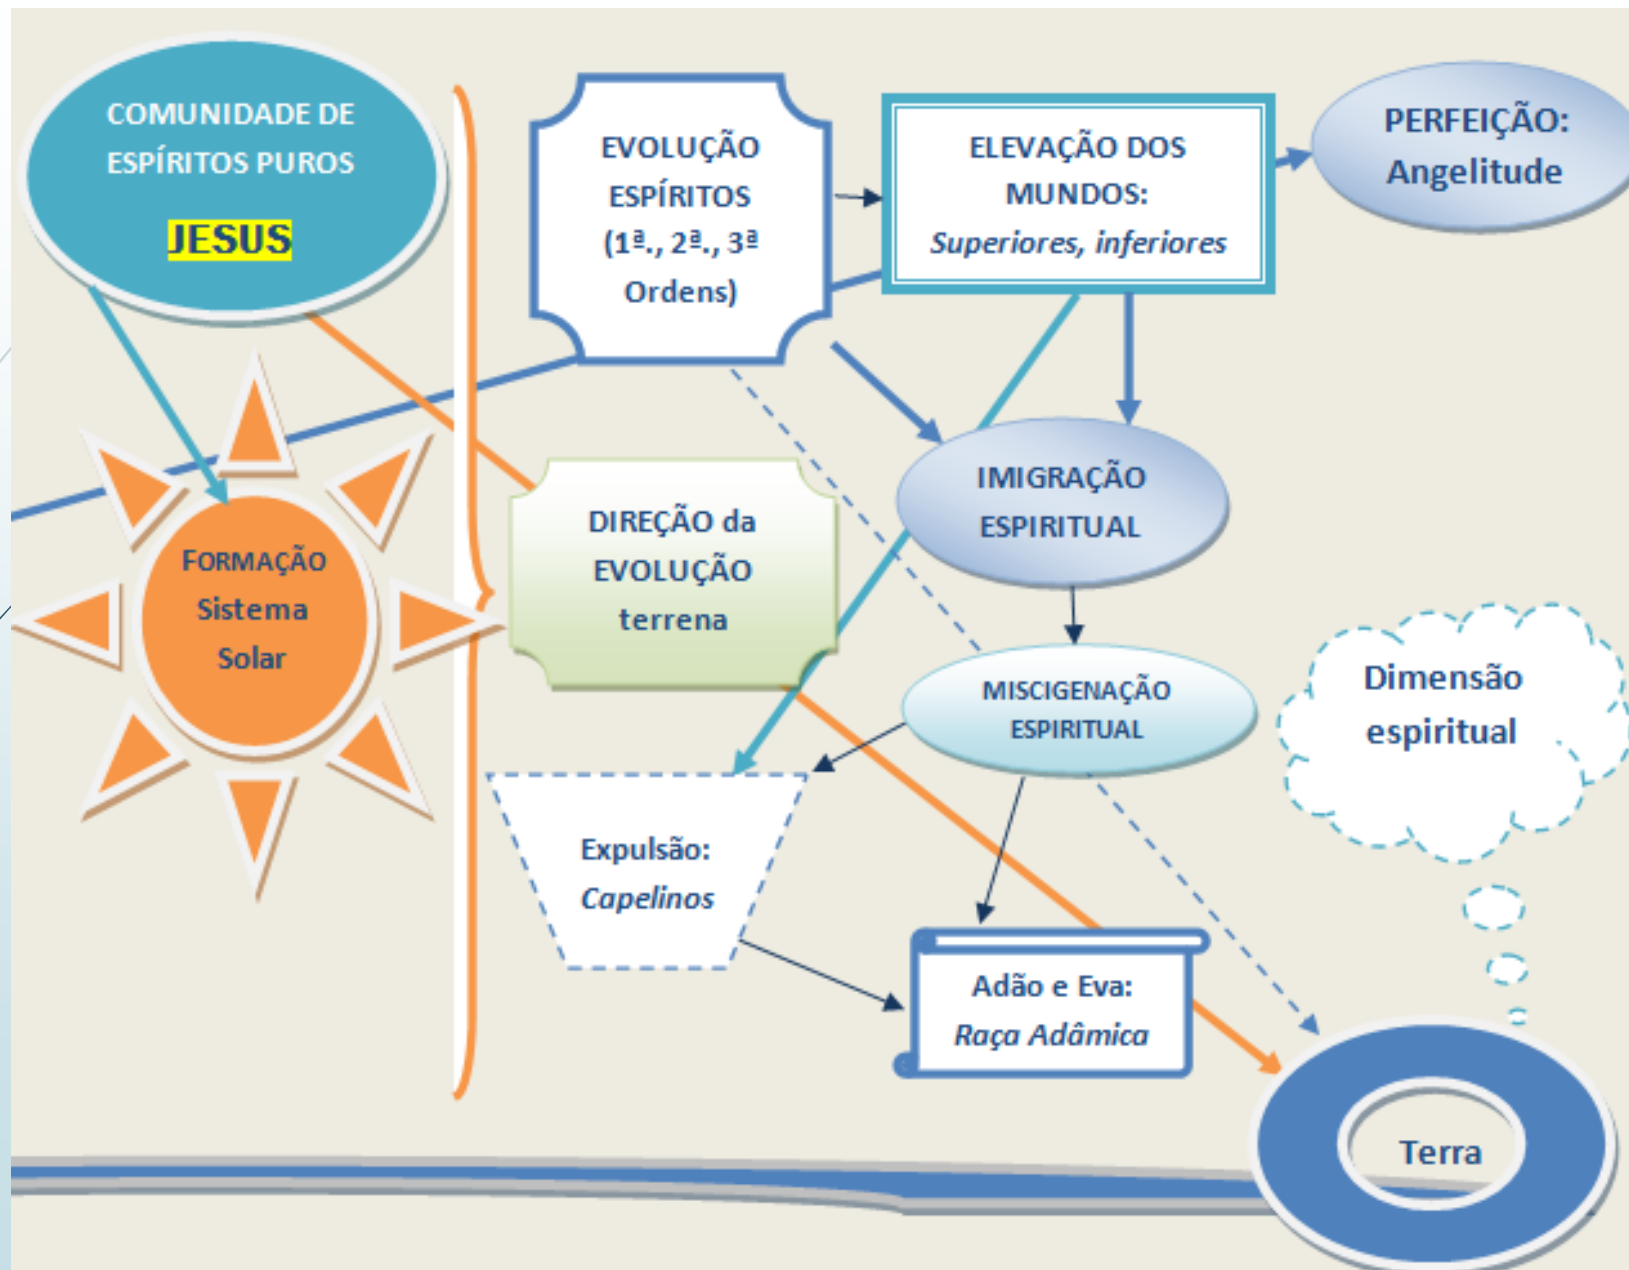 COMUNIDADE DE
ESPÍRITOS PUROS
JESUS
EVOLUÇÃO
ESPÍRITOS
(1ª., 2ª., 3ª
Ordens)
ELEVAÇÃO DOS
MUNDOS:
Superiores, inferiores
PERFEIÇÃO:
Angelitude
FORMAÇÃO
Sistema
Solar
DIREÇÃO da
EVOLUÇÃO
terrena
IMIGRAÇÃO
ESPIRITUAL
MISCIGENAÇÃO
ESPIRITUAL
Dimensão
espiritual
Expulsão:
Capelinos
Adão e Eva:
Raça Adâmica
Terra